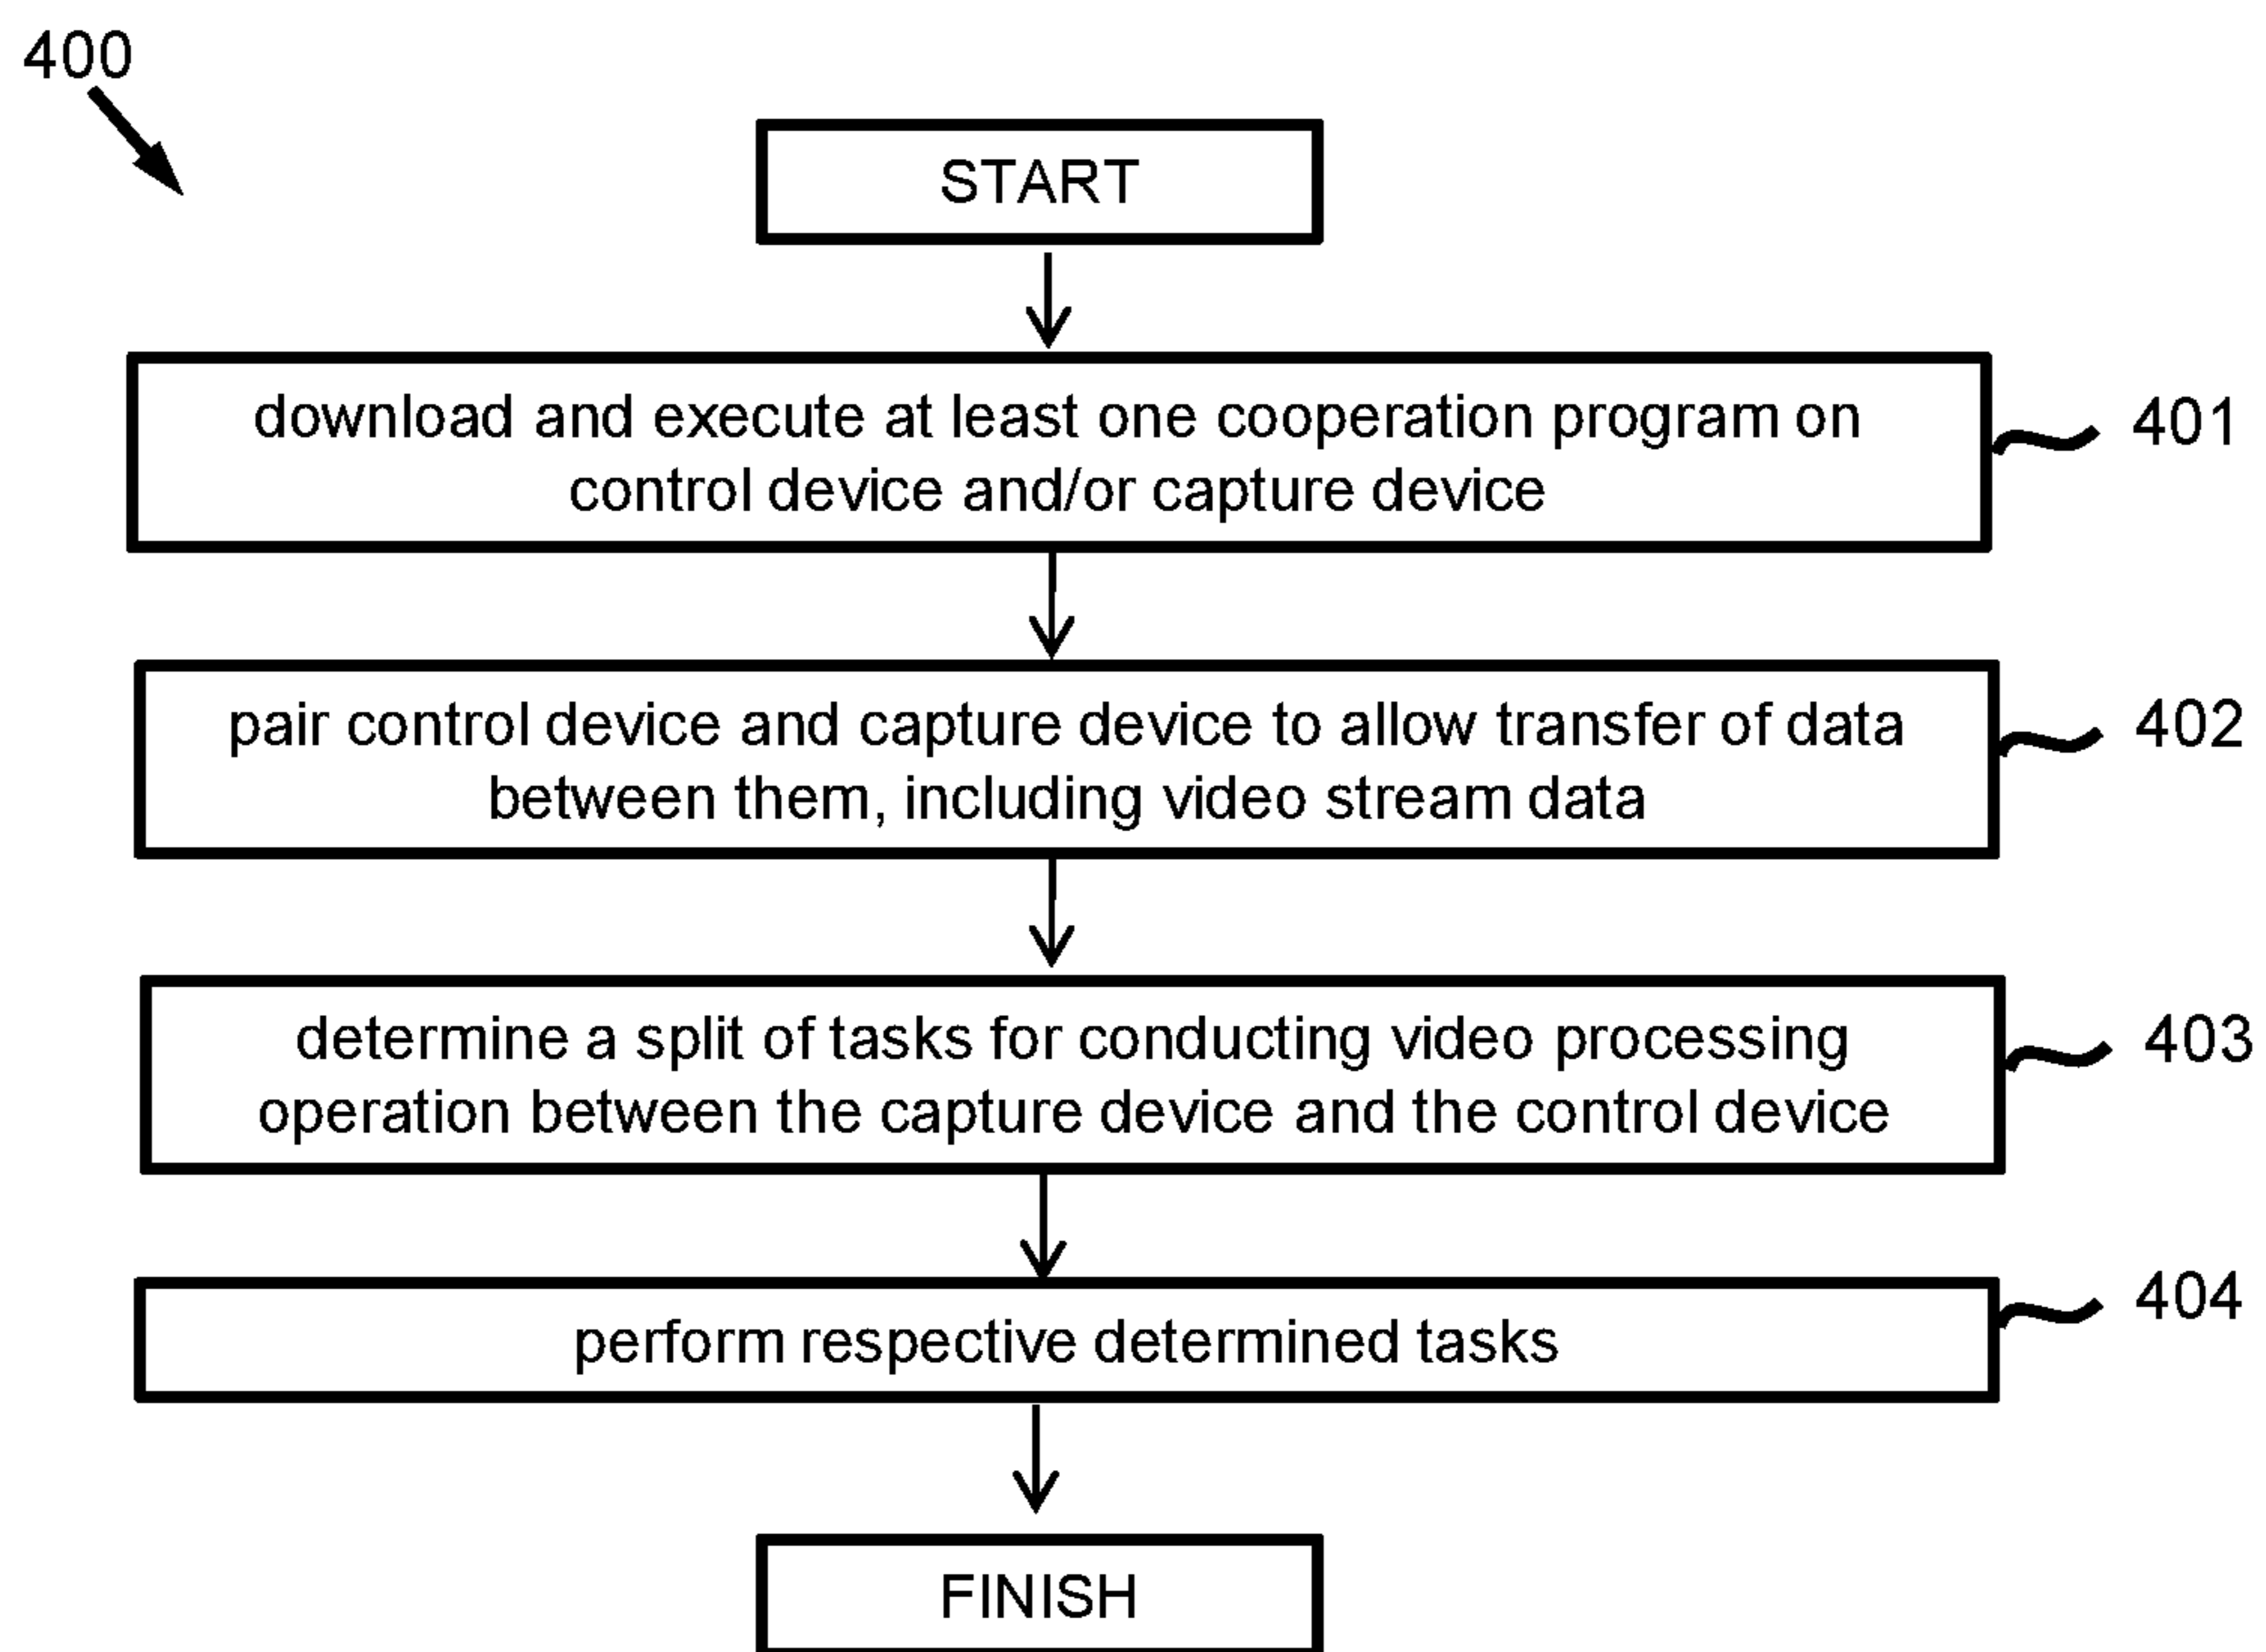 400
START
download and execute at least one cooperation program on
control device and/or capture device
401
pair control device and capture device to allow transfer of data
between them, including video stream data
402
determine a split of tasks for conducting video processing
operation between the capture device and the control device
403
perform respective determined tasks
404
FINISH